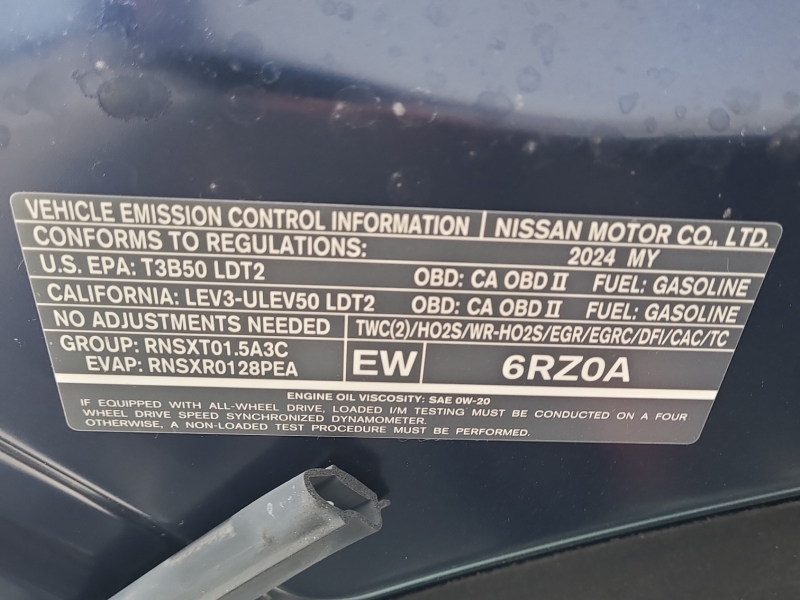 VEHICLE EMISSION CONTROL INFORMATION NISSAN MOTOR CO., LTD.
CONFORMS TO REGULATIONS: 2024 MY
U.S. EPA: T3B50 LDT2 OBD: CA OBD II FUEL: GASOLINE
CALIFORNIA: LEV3-ULEV50 LDT2 OBD: CA OBD II FUEL: GASOLINE
NO ADJUSTMENTS NEEDED TWC(2)/HO2S/WR-HO2S/EGR/EGRC/DFI/CAC/TC
GROUP: RNSXT01.5A3C
EVAP: RNSXR0128PEA
EW 6RZ0A
ENGINE OIL VISCOSITY: SAE 0W-20
IF EQUIPPED WITH ALL-WHEEL DRIVE, LOADED I/M TESTING MUST BE CONDUCTED ON A FOUR
WHEEL DRIVE SPEED SYNCHRONIZED DYNAMOMETER.
OTHERWISE, A NON-LOADED TEST PROCEDURE MUST BE PERFORMED.